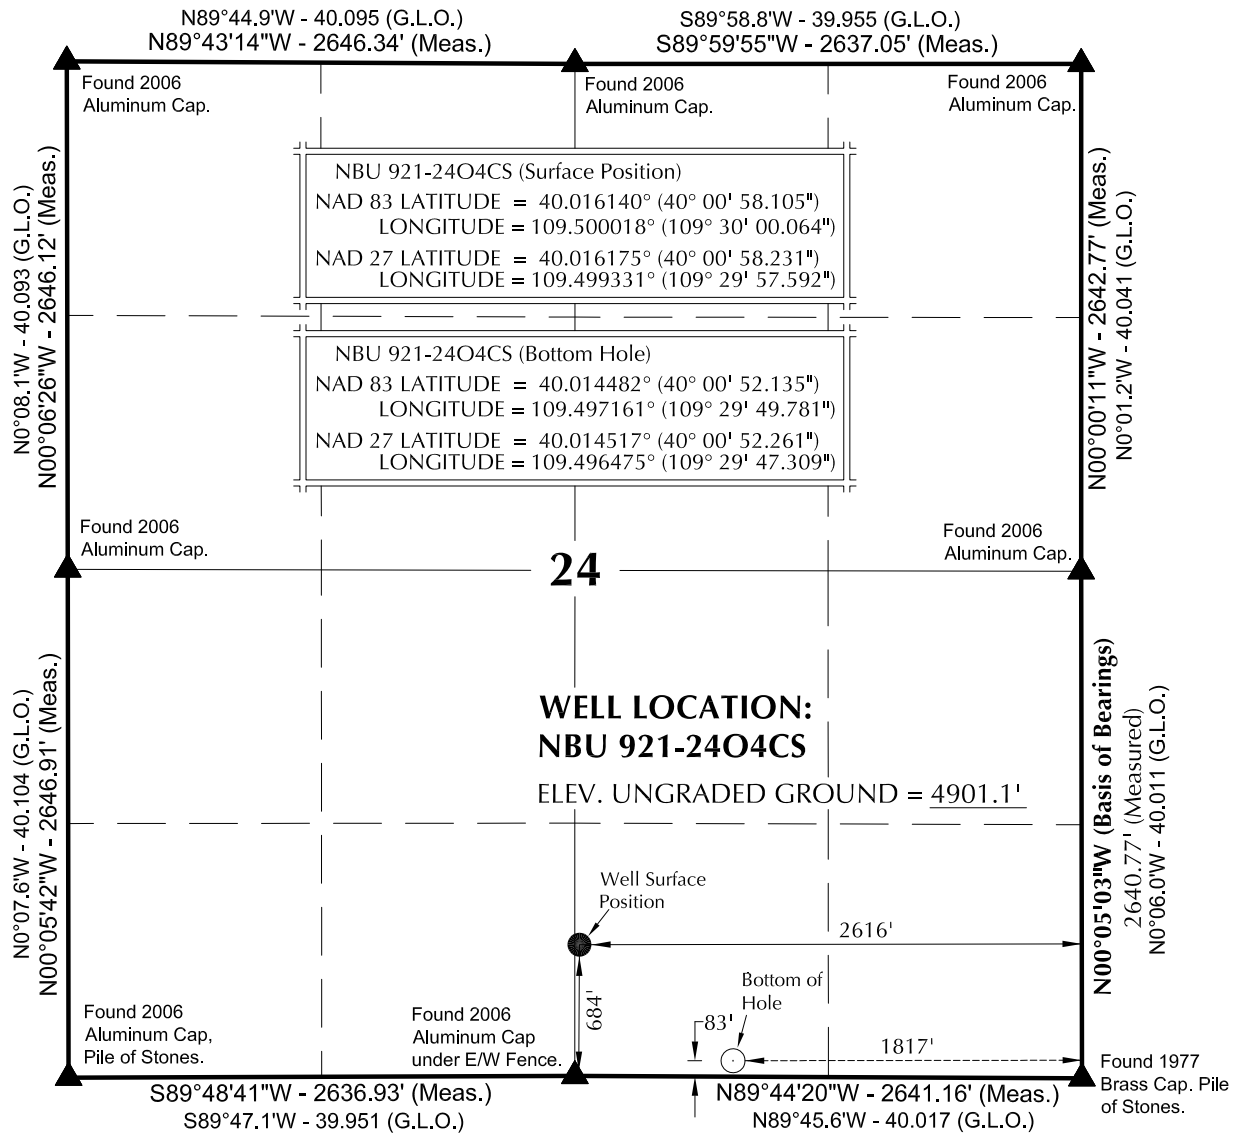 N89°44.9'W - 40.095 (G.L.O.)
N89°43'14"W - 2646.34' (Meas.)
S89°58.8'W - 39.955 (G.L.O.)
S89°59'55"W - 2637.05' (Meas.)
Found 2006
Aluminum Cap.
Found 2006
Aluminum Cap.
Found 2006
Aluminum Cap.
NBU 921-24O4CS (Surface Position)
NAD 83 LATITUDE = 40.016140° (40° 00' 58.105")
LONGITUDE = 109.500018° (109° 30' 00.064")
NAD 27 LATITUDE = 40.016175° (40° 00' 58.231")
LONGITUDE = 109.499331° (109° 29' 57.592")
NBU 921-24O4CS (Bottom Hole)
NAD 83 LATITUDE = 40.014482° (40° 00' 52.135")
LONGITUDE = 109.497161° (109° 29' 49.781")
NAD 27 LATITUDE = 40.014517° (40° 00' 52.261")
LONGITUDE = 109.496475° (109° 29' 47.309")
N0°08.1'W - 40.093 (G.L.O.)
N00°06'26"W - 2646.12' (Meas.)
N00°00'11"W - 2642.77' (Meas.)
N0°01.2'W - 40.041 (G.L.O.)
Found 2006
Aluminum Cap.
Found 2006
Aluminum Cap.
24
WELL LOCATION:
NBU 921-24O4CS
ELEV. UNGRADED GROUND = 4901.1'
N0°07.6'W - 40.104 (G.L.O.)
N00°05'42"W - 2646.91' (Meas.)
N00°05'03"W (Basis of Bearings)
2640.77' (Measured)
N0°06.0'W - 40.011 (G.L.O.)
Well Surface
Position
2616'
684'
Bottom of
Hole
83'
1817'
Found 2006
Aluminum Cap,
Pile of Stones.
Found 2006
Aluminum Cap
under E/W Fence.
Found 1977
Brass Cap. Pile
of Stones.
S89°48'41"W - 2636.93' (Meas.)
S89°47.1'W - 39.951 (G.L.O.)
N89°44'20"W - 2641.16' (Meas.)
N89°45.6'W - 40.017 (G.L.O.)